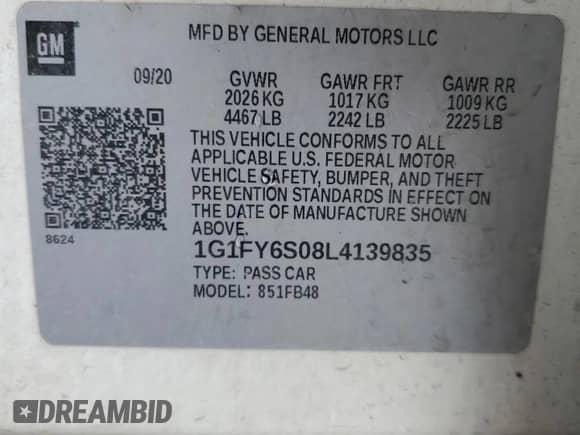 GM
MFD BY GENERAL MOTORS LLC
09/20 GVWR GAWR FRT GAWR RR
2026 KG 1017 KG 1009 KG
4467 LB 2242 LB 2225 LB
THIS VEHICLE CONFORMS TO ALL
APPLICABLE U.S. FEDERAL MOTOR
VEHICLE SAFETY, BUMPER, AND THEFT
PREVENTION STANDARDS IN EFFECT ON
THE DATE OF MANUFACTURE SHOWN
ABOVE.
8624
1G1FY6S08L4139835
TYPE: PASS CAR
MODEL: 851FB48
DREAMBID